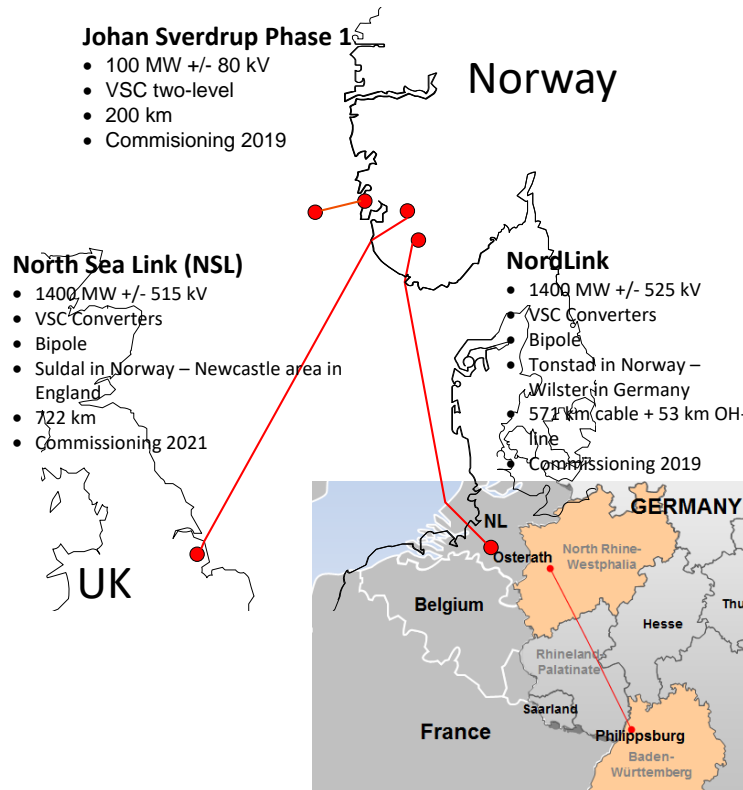 Johan Sverdrup Phase 1
• 100 MW +/- 80 kV
• VSC two-level
• 200 km
• Commisioning 2019
Norway
North Sea Link (NSL)
• 1400 MW +/- 515 kV
• VSC Converters
• Bipole
• Suldal in Norway – Newcastle area in
England
• 722 km
• Commissioning 2021
NordLink
• 1400 MW +/- 525 kV
• VSC Converters
• Bipole
• Tonstad in Norway –
Wilster in Germany
• 571 km cable + 53 km OH-
line
• Commissioning 2019
UK
GERMANY
NL
Osterath
North Rhine-
Westphalia
Belgium
Hesse
Thu
Rhineland-
Palatinate
Saarland
France
Philippsburg
Baden-
Württemberg